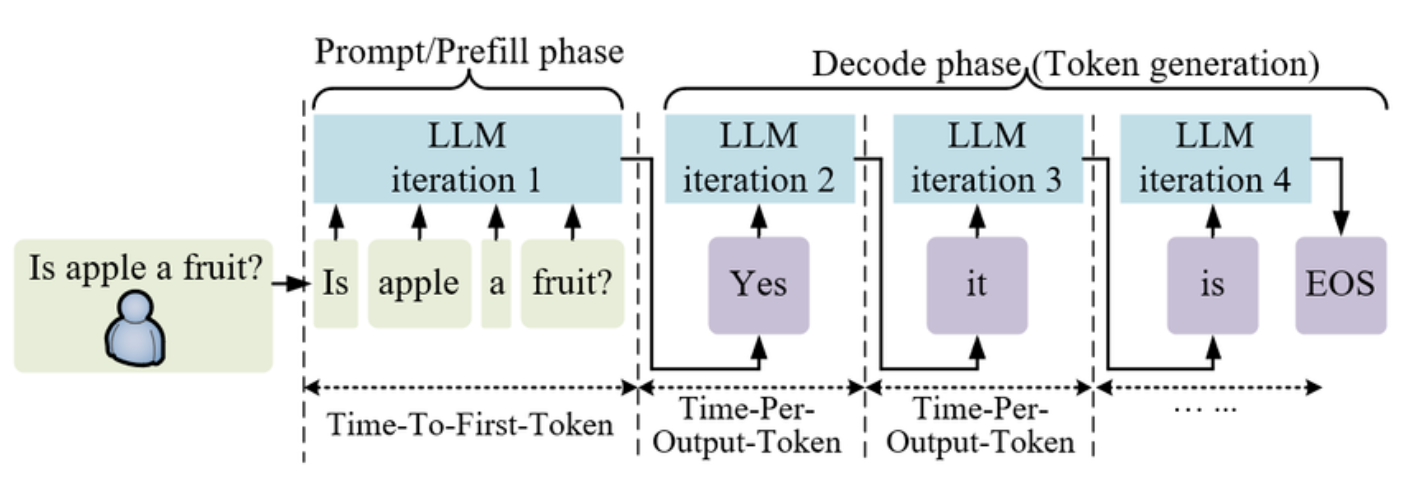 Prompt/Prefill phase
Decode phase (Token generation)
LLM
iteration 1
LLM
iteration 2
LLM
iteration 3
LLM
iteration 4
Is apple a fruit?
Is
apple
a
fruit?
Yes
it
is
EOS
Time-To-First-Token
Time-Per-
Output-Token
Time-Per-
Output-Token
... ...